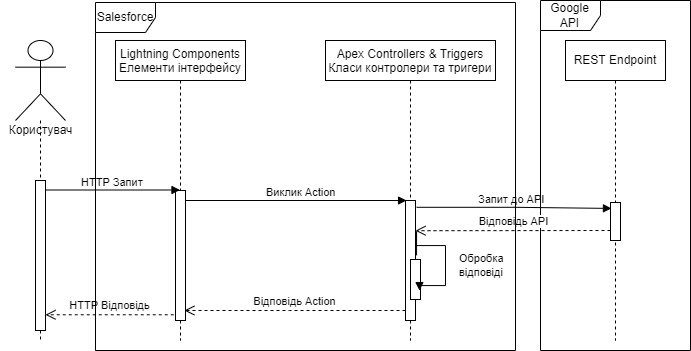 Salesforce
Google
API
Lightning Components
Елементи інтерфейсу
Apex Controllers & Triggers
Класи контролери та тригери
REST Endpoint
Користувач
HTTP Запит
Виклик Action
Запит до API
Відповідь API
Обробка
відповіді
Відповідь Action
HTTP Відповідь